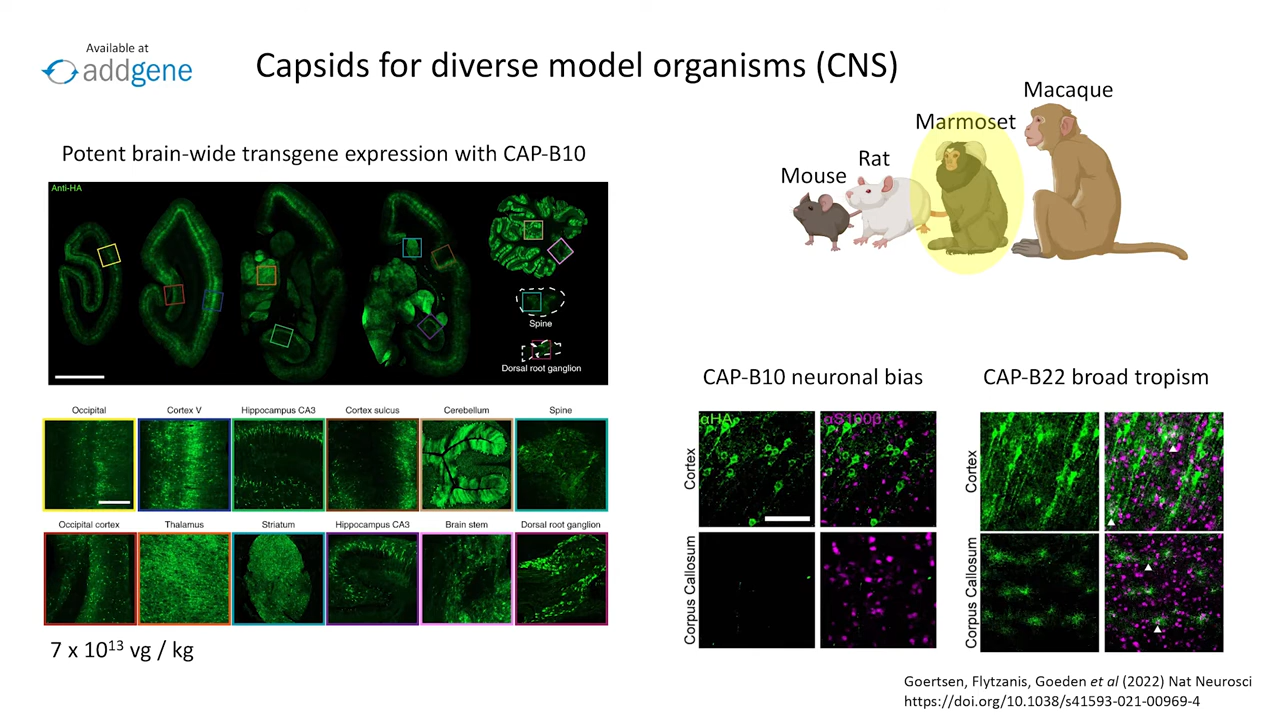 Available at
addgene
Capsids for diverse model organisms (CNS)
Macaque
Marmoset
Rat
Mouse
Potent brain-wide transgene expression with CAP-B10
Anti-HA
Spine
Dorsal root ganglion
Occipital
Cortex V
Hippocampus CA3
Cortex sulcus
Cerebellum
Spine
Occipital cortex
Thalamus
Striatum
Hippocampus CA3
Brain stem
Dorsal root ganglion
7 x 10¹³ vg / kg
CAP-B10 neuronal bias
αHA
αS100β
Cortex
Corpus Callosum
CAP-B22 broad tropism
Cortex
Corpus Callosum
Goertsen, Flytzanis, Goeden et al (2022) Nat Neurosci
https://doi.org/10.1038/s41593-021-00969-4